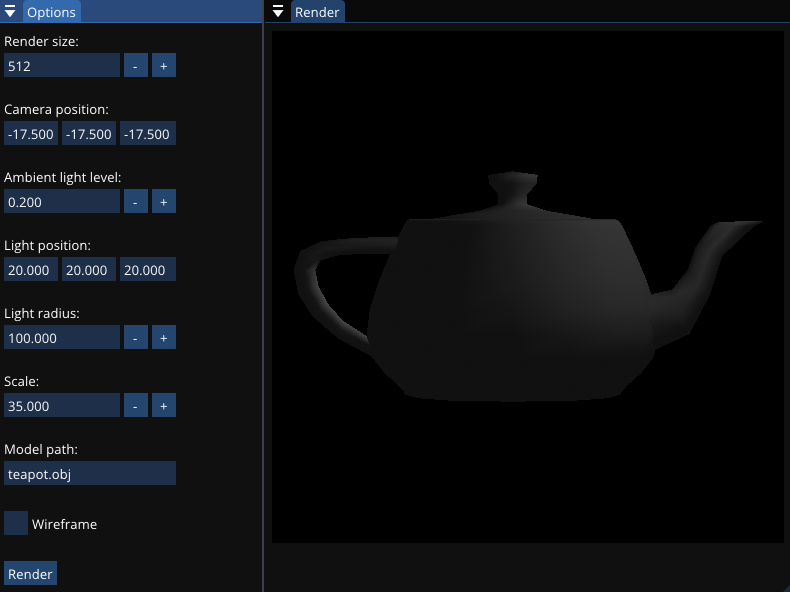 Options
Render size:
512 - +
Camera position:
-17.500 -17.500 -17.500
Ambient light level:
0.200 - +
Light position:
20.000 20.000 20.000
Light radius:
100.000 - +
Scale:
35.000 - +
Model path:
teapot.obj
Wireframe
Render
Render